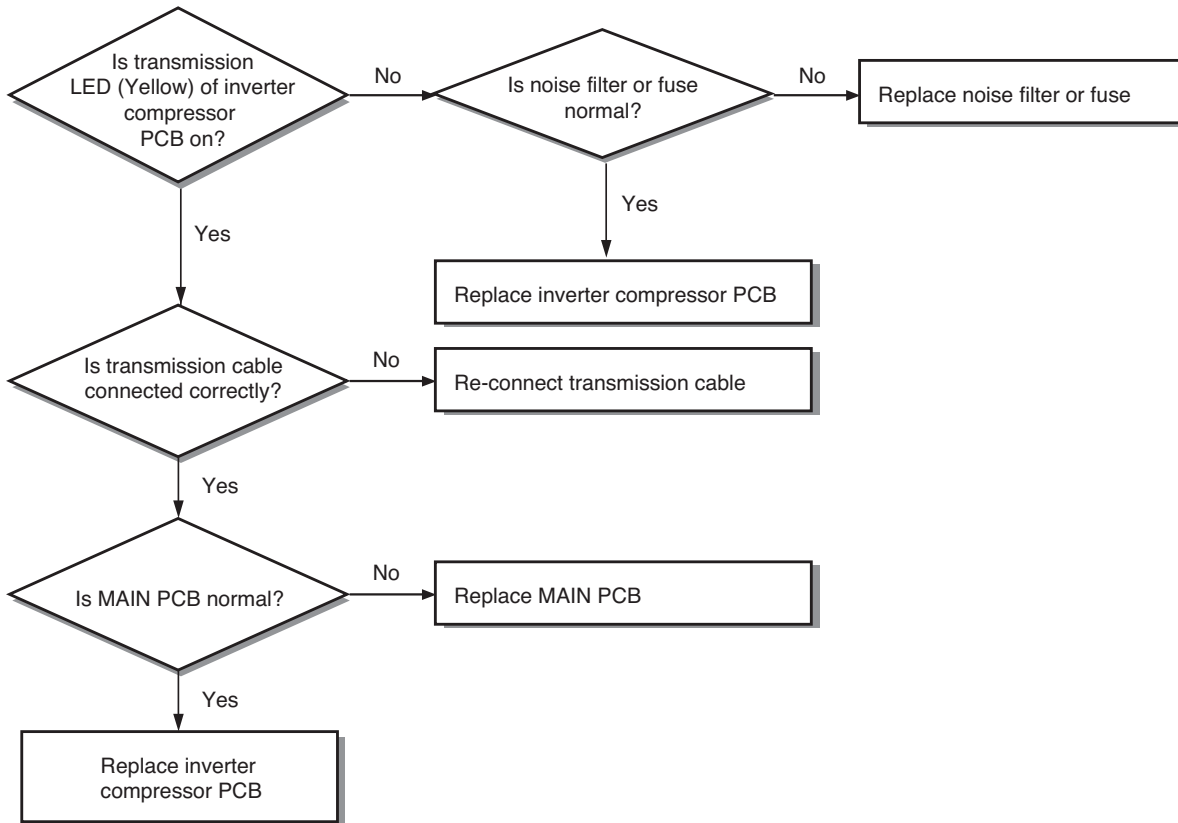 Is transmission
LED (Yellow) of inverter
compressor
PCB on?
No
Is noise filter or fuse
normal?
No
Replace noise filter or fuse
Yes
Yes
Replace inverter compressor PCB
Is transmission cable
connected correctly?
No
Re-connect transmission cable
Yes
Is MAIN PCB normal?
No
Replace MAIN PCB
Yes
Replace inverter
compressor PCB